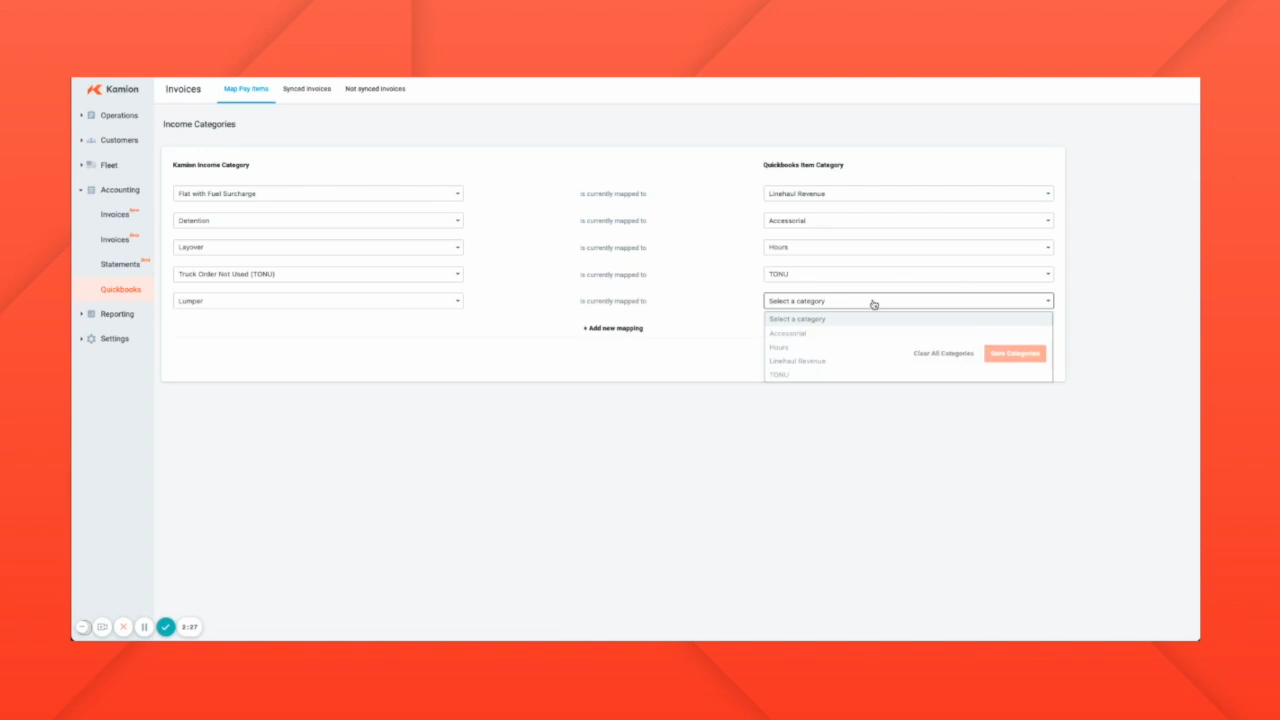 Kamion
Invoices
Map Pay Items
Synced Invoices
Not synced invoices
Operations
Customers
Fleet
Accounting
Invoices New
Invoices Beta
Statements Beta
Quickbooks
Reporting
Settings
Income Categories
Kamion Income Category
Quickbooks Item Category
Flat with Fuel Surcharge
is currently mapped to
Linehaul Revenue
Detention
is currently mapped to
Accessorial
Layover
is currently mapped to
Hours
Truck Order Not Used (TONU)
is currently mapped to
TONU
Lumper
is currently mapped to
Select a category
Select a category
Accessorial
Hours
Linehaul Revenue
TONU
+ Add new mapping
Clear All Categories
Save Categories
2:27